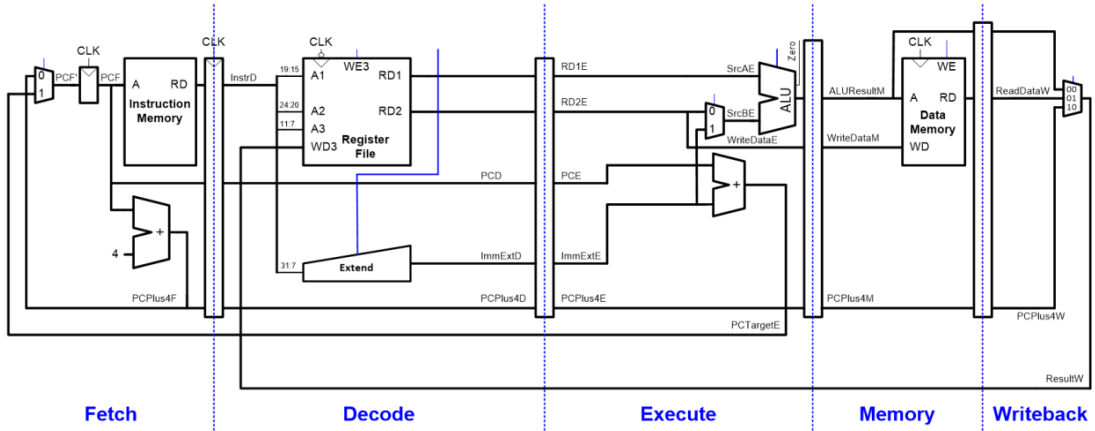 CLK
CLK
CLK
CLK
0
1
PCF'
PCF
A
RD
Instruction
Memory
4
+
PCPlus4F
InstrD
19:15
24:20
11:7
31:7
A1
WE3
RD1
A2
RD2
A3
WD3
Register
File
PCD
Extend
ImmExtD
PCPlus4D
RD1E
RD2E
SrcAE
0
1
SrcBE
ALU
Zero
WriteDataE
PCE
+
ImmExtE
PCPlus4E
PCTargetE
ALUResultM
WriteDataM
WE
A
RD
Data
Memory
WD
PCPlus4M
ReadDataW
00
01
10
PCPlus4W
ResultW
Fetch
Decode
Execute
Memory
Writeback